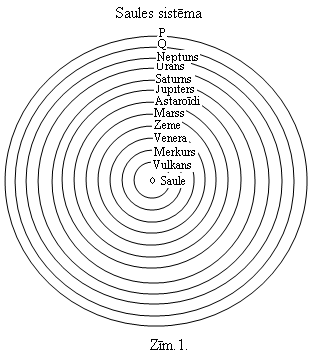 Saules sistēma
P
Q
Neptuns
Urāns
Saturns
Jupiters
Astaroīdi
Marss
Zeme
Venera
Merkurs
Vulkans
Saule
Zīm.1.